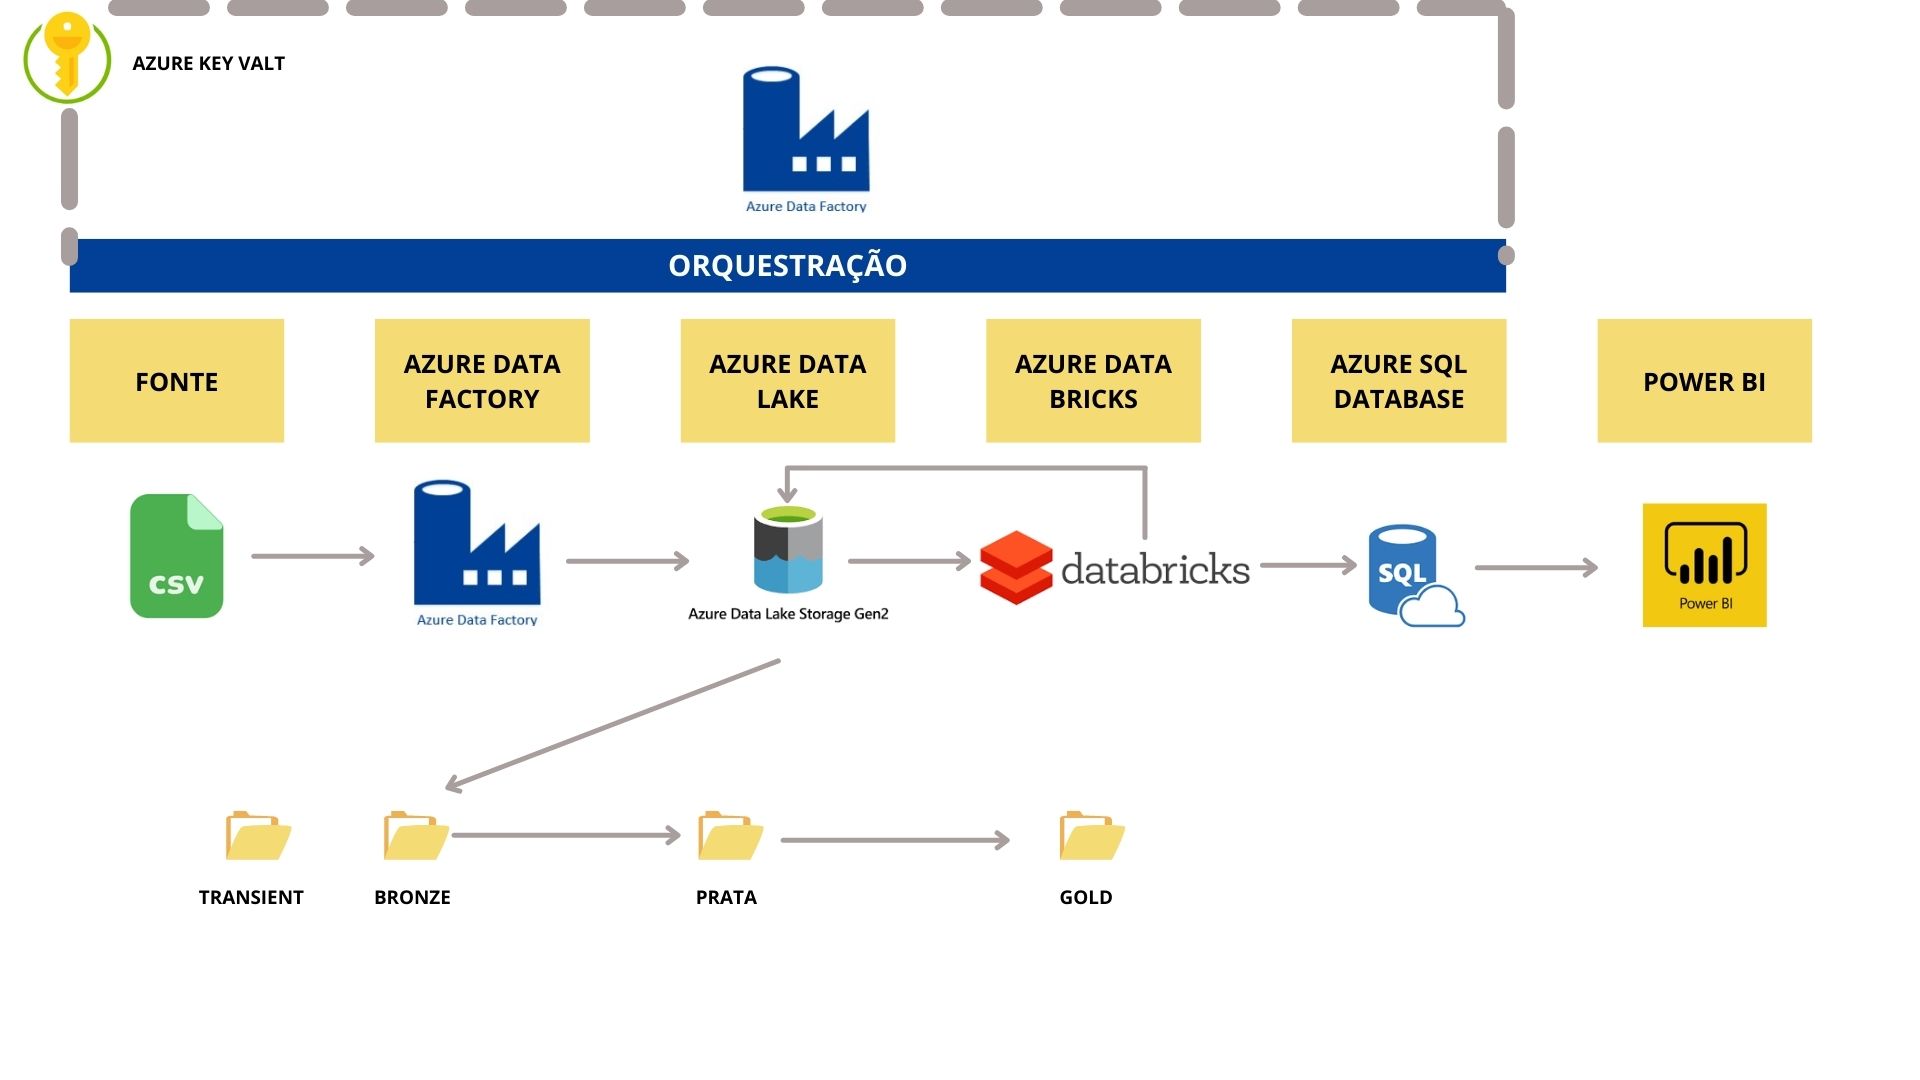 AZURE KEY VALT
Azure Data Factory
ORQUESTRAÇÃO
FONTE
AZURE DATA
FACTORY
AZURE DATA
LAKE
AZURE DATA
BRICKS
AZURE SQL
DATABASE
POWER BI
csv
Azure Data Factory
Azure Data Lake Storage Gen2
databricks
SQL
Power BI
TRANSIENT
BRONZE
PRATA
GOLD